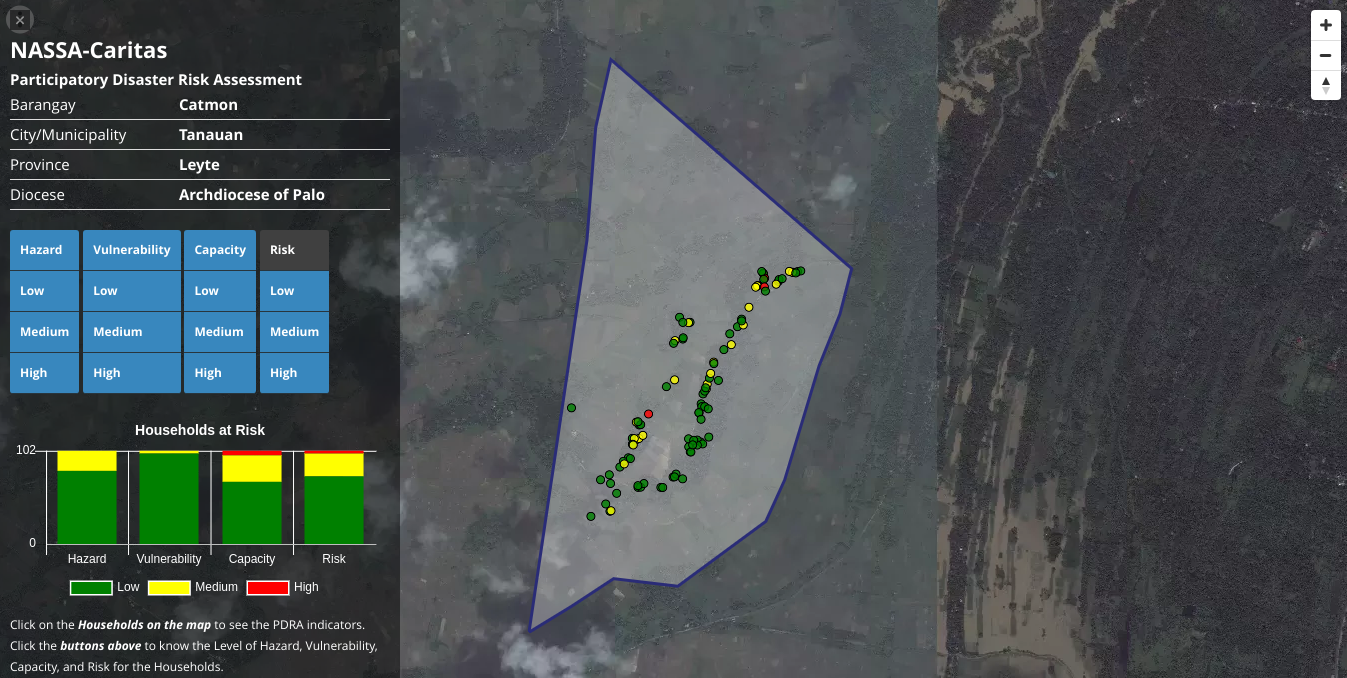 NASSA-Caritas
Participatory Disaster Risk Assessment
Barangay Catmon
City/Municipality Tanauan
Province Leyte
Diocese Archdiocese of Palo
Hazard Vulnerability Capacity Risk
Low Low Low Low
Medium Medium Medium Medium
High High High High
Households at Risk
102
0
Hazard Vulnerability Capacity Risk
Low Medium High
Click on the Households on the map to see the PDRA indicators.
Click the buttons above to know the Level of Hazard, Vulnerability,
Capacity, and Risk for the Households.